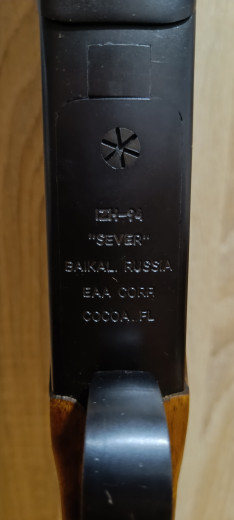 IZH-94
"SEVER"
BAIKAL, RUSSIA
EAA CORP.
COCOA, FL